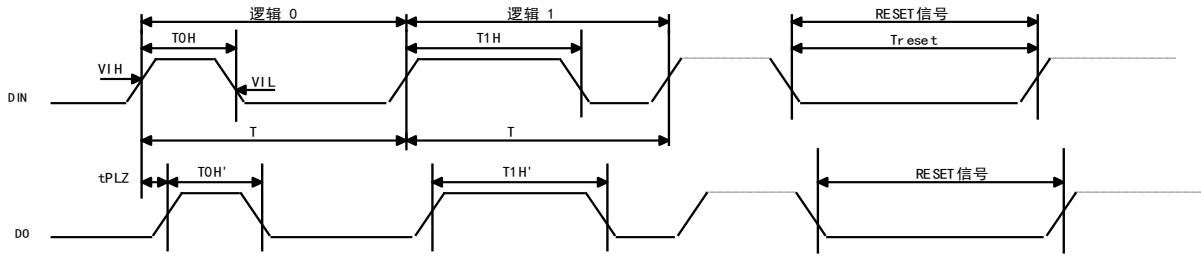 逻辑 0
逻辑 1
RESET信号
T0H
T1H
Treset
VIH
VIL
DIN
T
T
tPLZ
T0H'
T1H'
RESET信号
DO